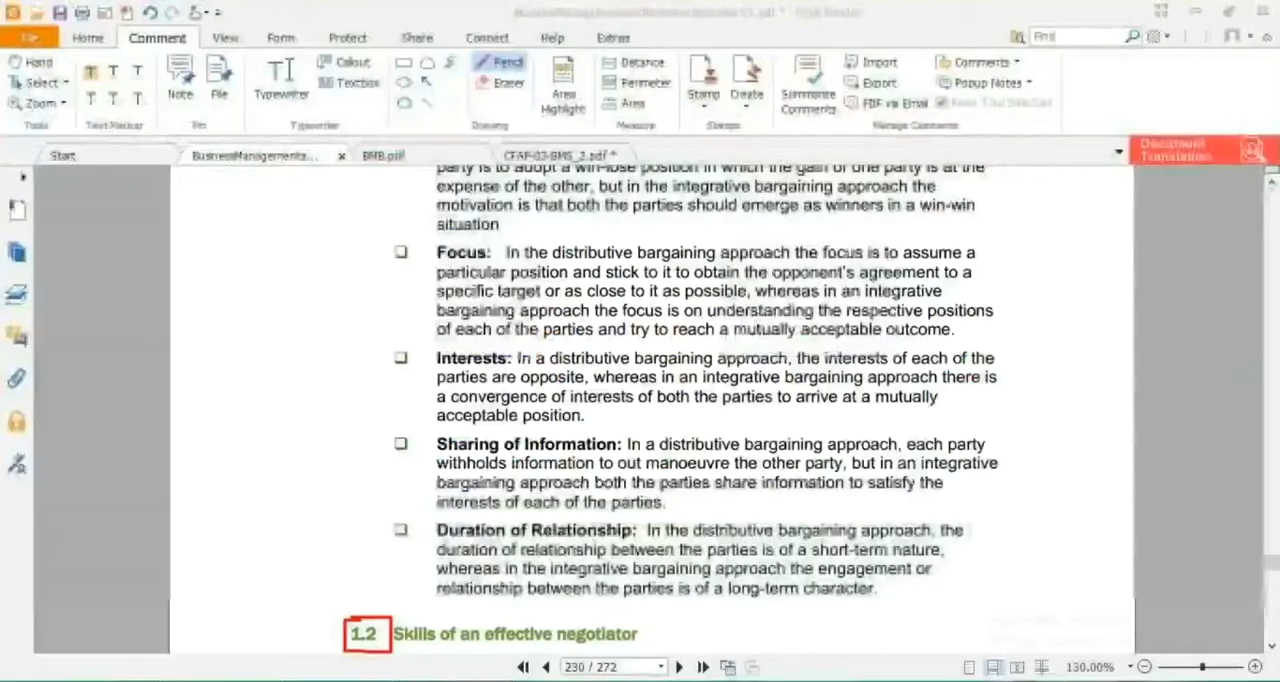 Home Comment View Form Protect Share Connect Help Extras Find
Hand
Select
Zoom
Tools
Text Marker
Note
File
Pin
Typewriter
Callout
Textbox
Typewriter
Pencil
Eraser
Drawing
Area
Highlight
Distance
Perimeter
Area
Measure
Stamp
Create
Stamps
Summarize
Comments
Import
Export
FDF via Email
Comments
Popup Notes
Manage Comments
Start BusinessManagementa... x BMB.pdf CFAP-03-BMS_2.pdf *
Document
Translation
party is to adopt a win-lose position in which the gain of one party is at the
expense of the other, but in the integrative bargaining approach the
motivation is that both the parties should emerge as winners in a win-win
situation
Focus: In the distributive bargaining approach the focus is to assume a
particular position and stick to it to obtain the opponent's agreement to a
specific target or as close to it as possible, whereas in an integrative
bargaining approach the focus is on understanding the respective positions
of each of the parties and try to reach a mutually acceptable outcome.
Interests: In a distributive bargaining approach, the interests of each of the
parties are opposite, whereas in an integrative bargaining approach there is
a convergence of interests of both the parties to arrive at a mutually
acceptable position.
Sharing of Information: In a distributive bargaining approach, each party
withholds information to out manoeuvre the other party, but in an integrative
bargaining approach both the parties share information to satisfy the
interests of each of the parties.
Duration of Relationship: In the distributive bargaining approach, the
duration of relationship between the parties is of a short-term nature,
whereas in the integrative bargaining approach the engagement or
relationship between the parties is of a long-term character.
1.2 Skills of an effective negotiator
230 / 272
130.00%